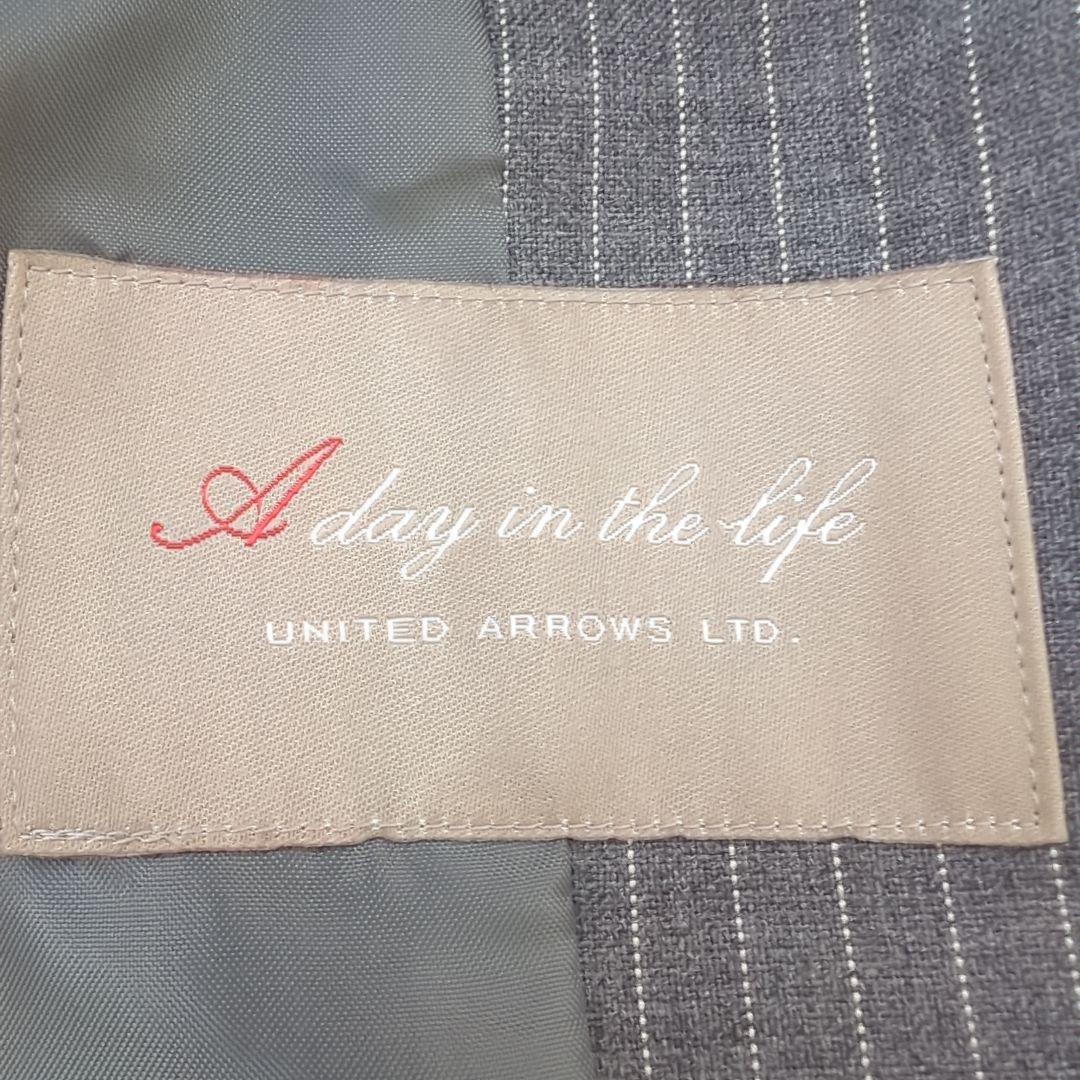 A day in the life
UNITED ARROWS LTD.